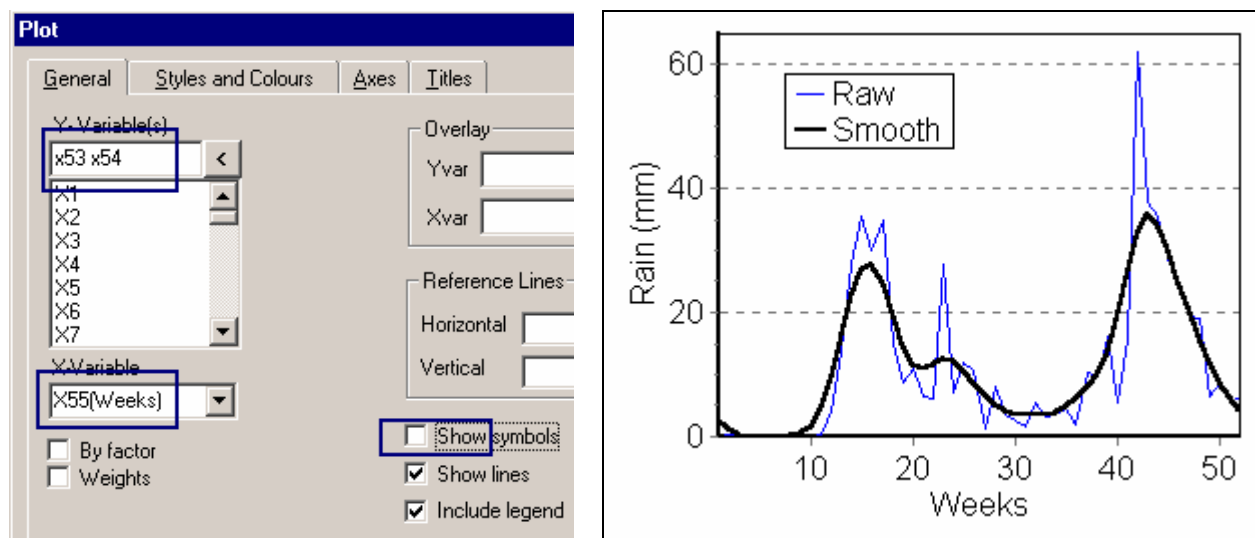 Plot
General Styles and Colours Axes Titles
Y- Variable(s)
x53 x54 <
X1
X2
X3
X4
X5
X6
X7
X-Variable
X55(Weeks)
By factor
Weights
Overlay
Yvar
Xvar
Reference Lines
Horizontal
Vertical
Show symbols
Show lines
Include legend
Rain (mm)
60
40
20
0
Raw
Smooth
10 20 30 40 50
Weeks